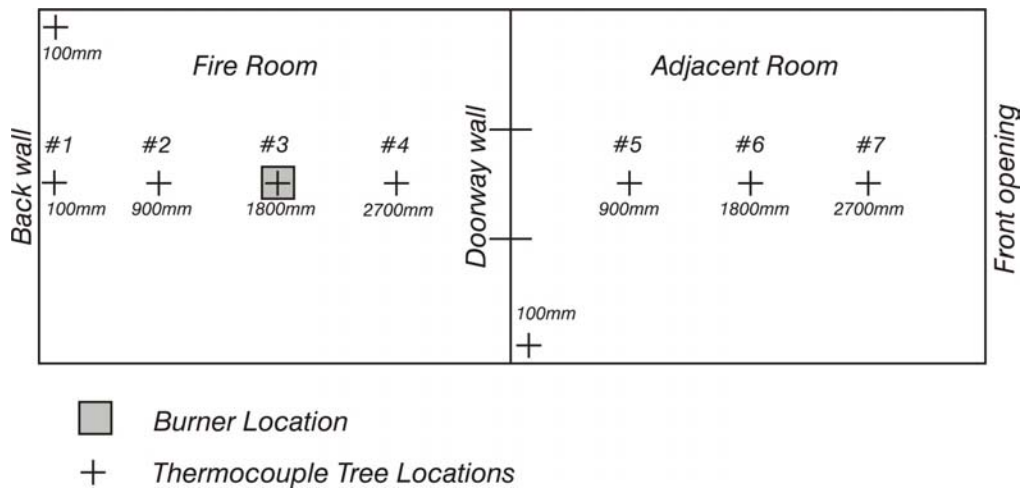 100mm
Fire Room
Adjacent Room
Back wall
#1
#2
#3
#4
Doorway wall
#5
#6
#7
Front opening
100mm
900mm
1800mm
2700mm
900mm
1800mm
2700mm
100mm
Burner Location
Thermocouple Tree Locations